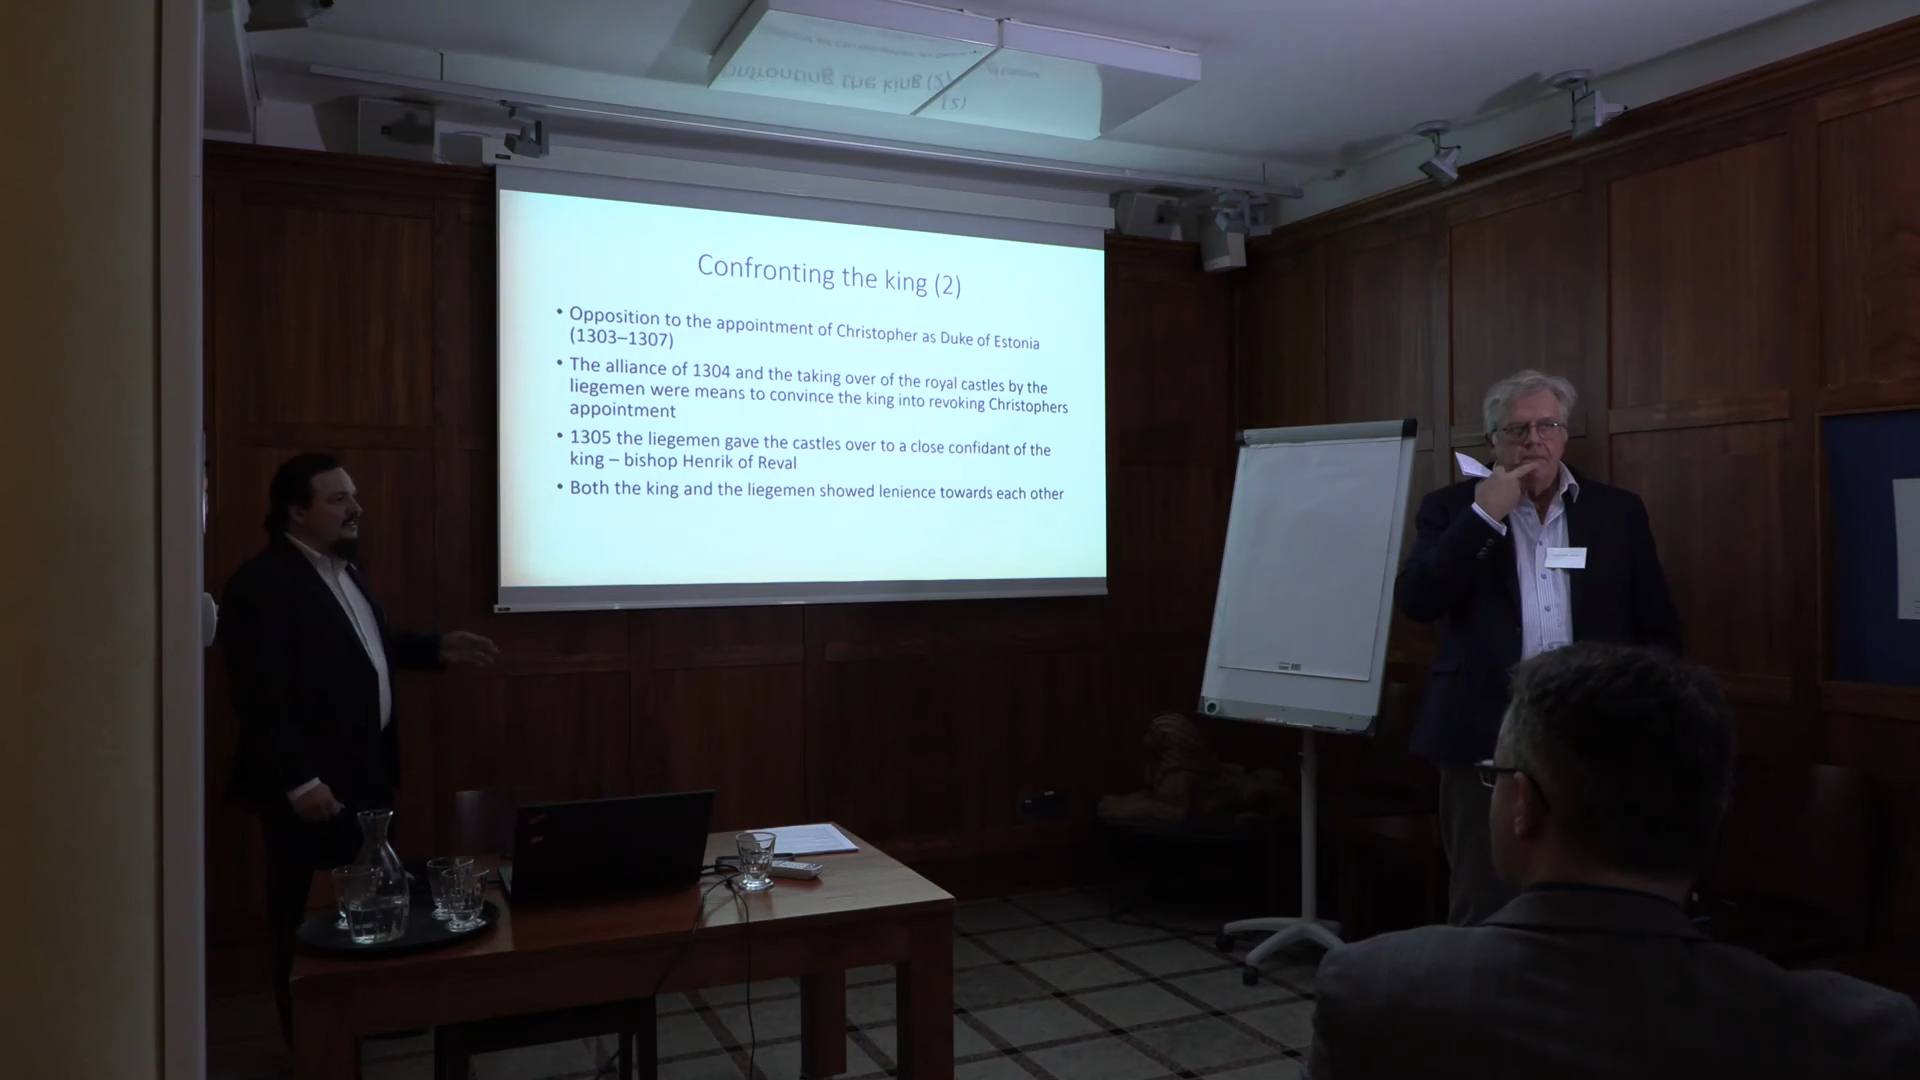 Confronting the king (2)
• Opposition to the appointment of Christopher as Duke of Estonia
(1303–1307)
• The alliance of 1304 and the taking over of the royal castles by the
liegemen were means to convince the king into revoking Christophers
appointment
• 1305 the liegemen gave the castles over to a close confidant of the
king – bishop Henrik of Reval
• Both the king and the liegemen showed lenience towards each other